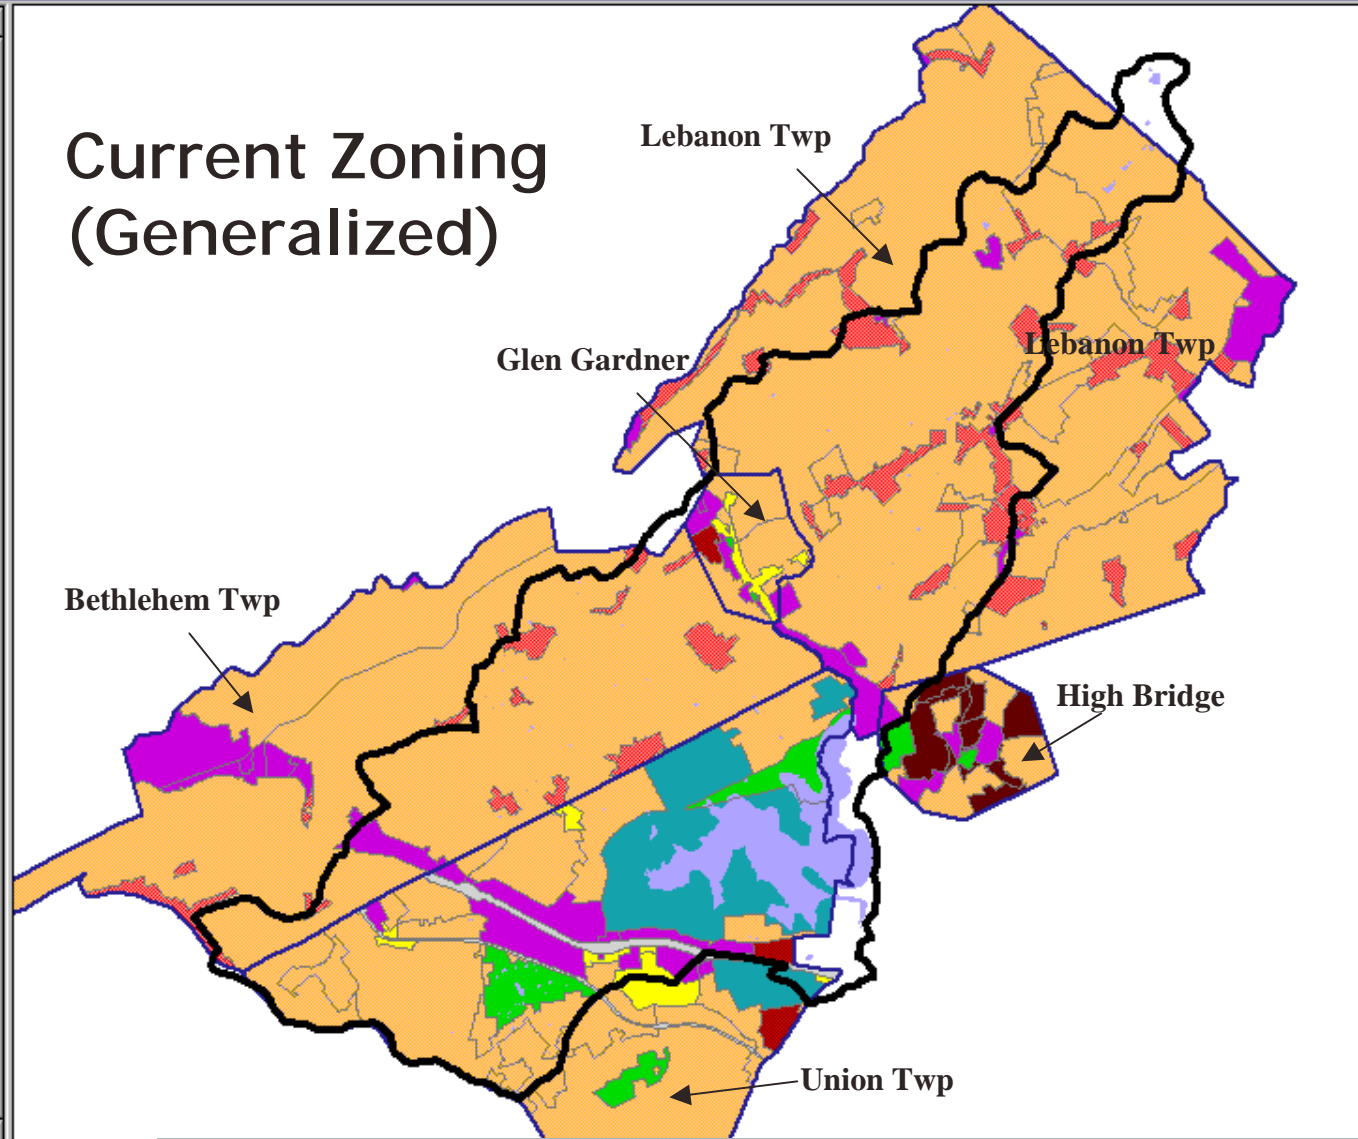 Current Zoning
(Generalized)
Lebanon Twp
Glen Gardner
Lebanon Twp
Bethlehem Twp
High Bridge
Union Twp